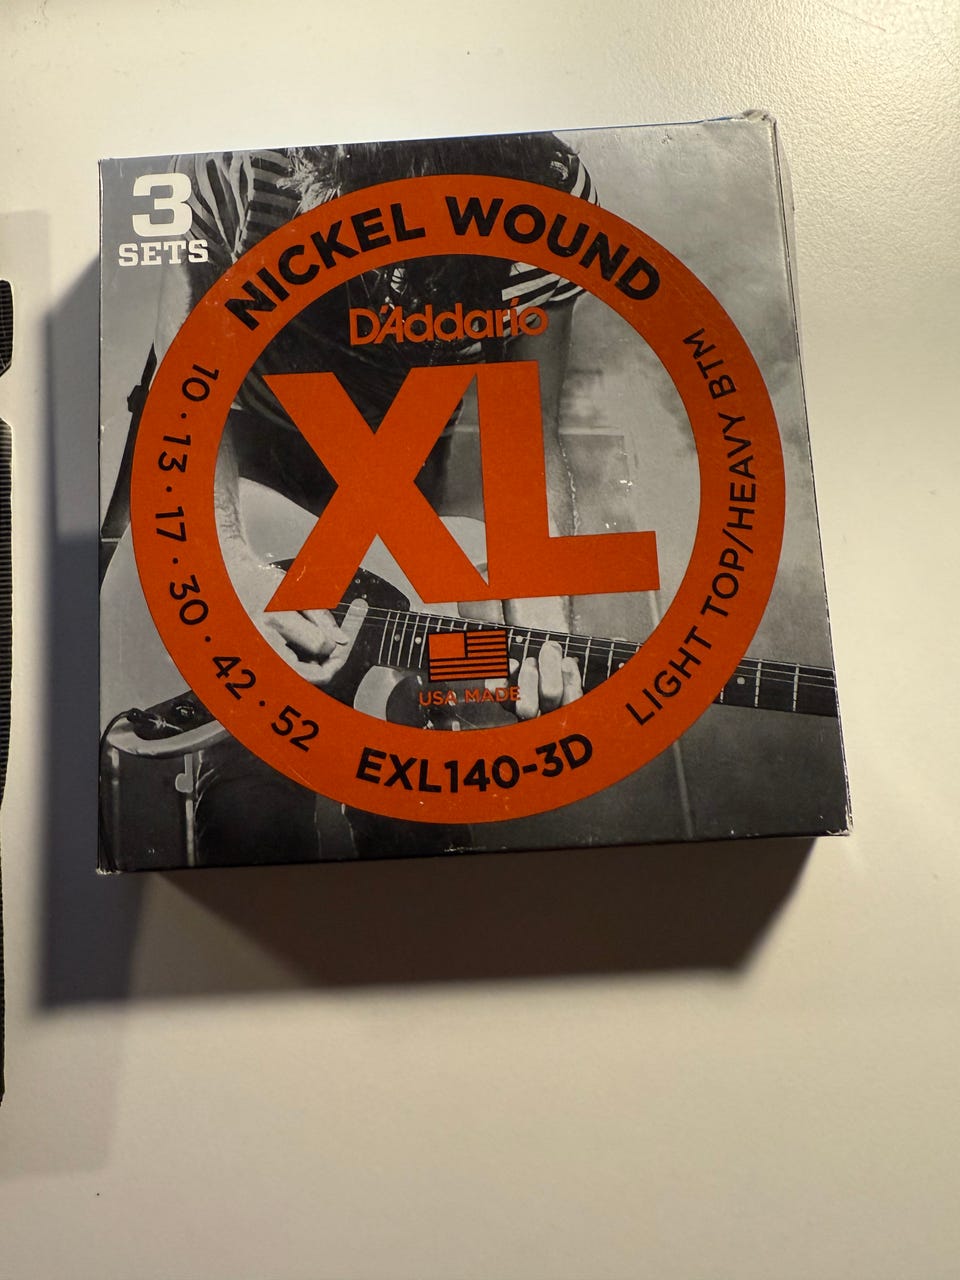 3
SETS
NICKEL WOUND
D'Addario
XL
10 · 13 · 17 · 30 · 42 · 52
LIGHT TOP/HEAVY BTM
USA MADE
EXL140-3D